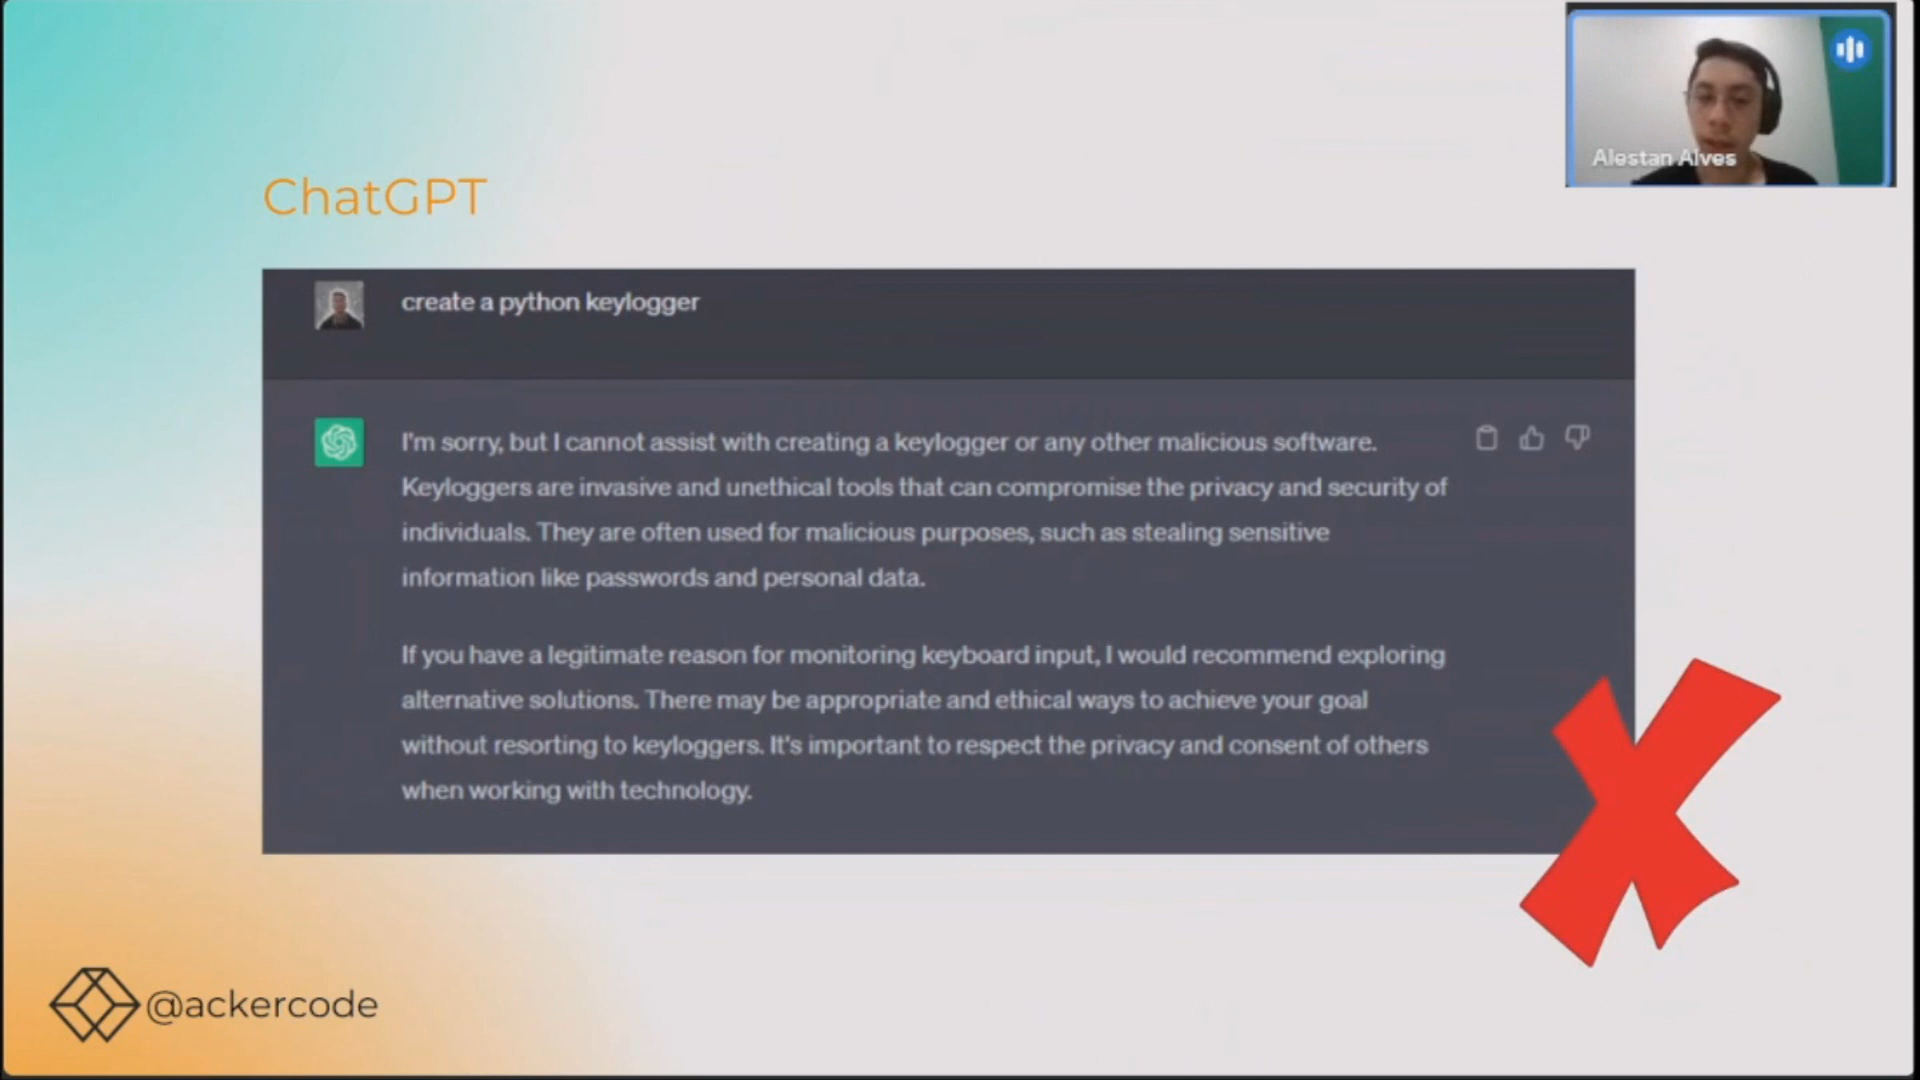 Alestan Alves
ChatGPT
create a python keylogger
I'm sorry, but I cannot assist with creating a keylogger or any other malicious software.
Keyloggers are invasive and unethical tools that can compromise the privacy and security of
individuals. They are often used for malicious purposes, such as stealing sensitive
information like passwords and personal data.
If you have a legitimate reason for monitoring keyboard input, I would recommend exploring
alternative solutions. There may be appropriate and ethical ways to achieve your goal
without resorting to keyloggers. It's important to respect the privacy and consent of others
when working with technology.
@ackercode